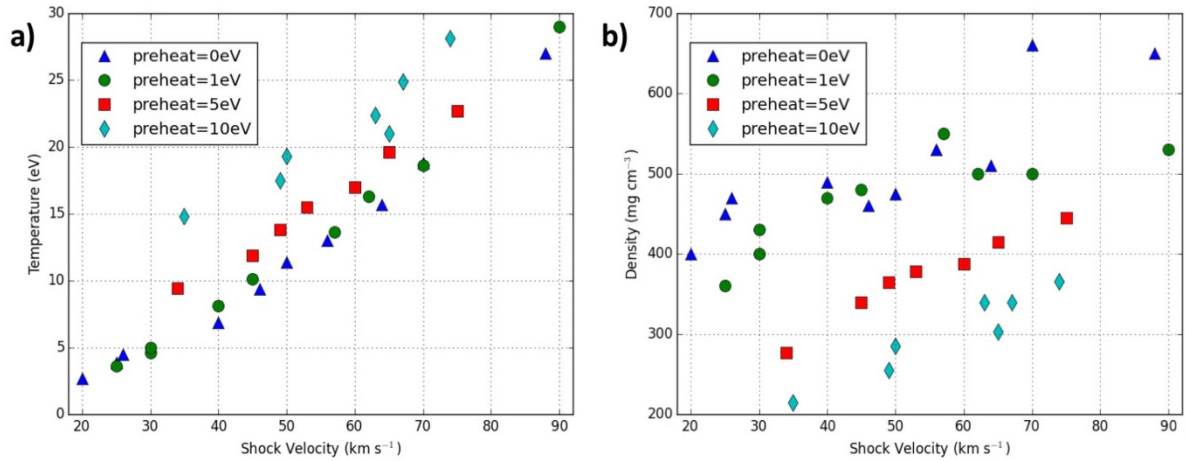 a)
30
25
20
15
10
5
0
Temperature (eV)
preheat=0eV
preheat=1eV
preheat=5eV
preheat=10eV
20 30 40 50 60 70 80 90
Shock Velocity (km s⁻¹)
b)
700
600
500
400
300
200
Density (mg cm⁻³)
preheat=0eV
preheat=1eV
preheat=5eV
preheat=10eV
20 30 40 50 60 70 80 90
Shock Velocity (km s⁻¹)